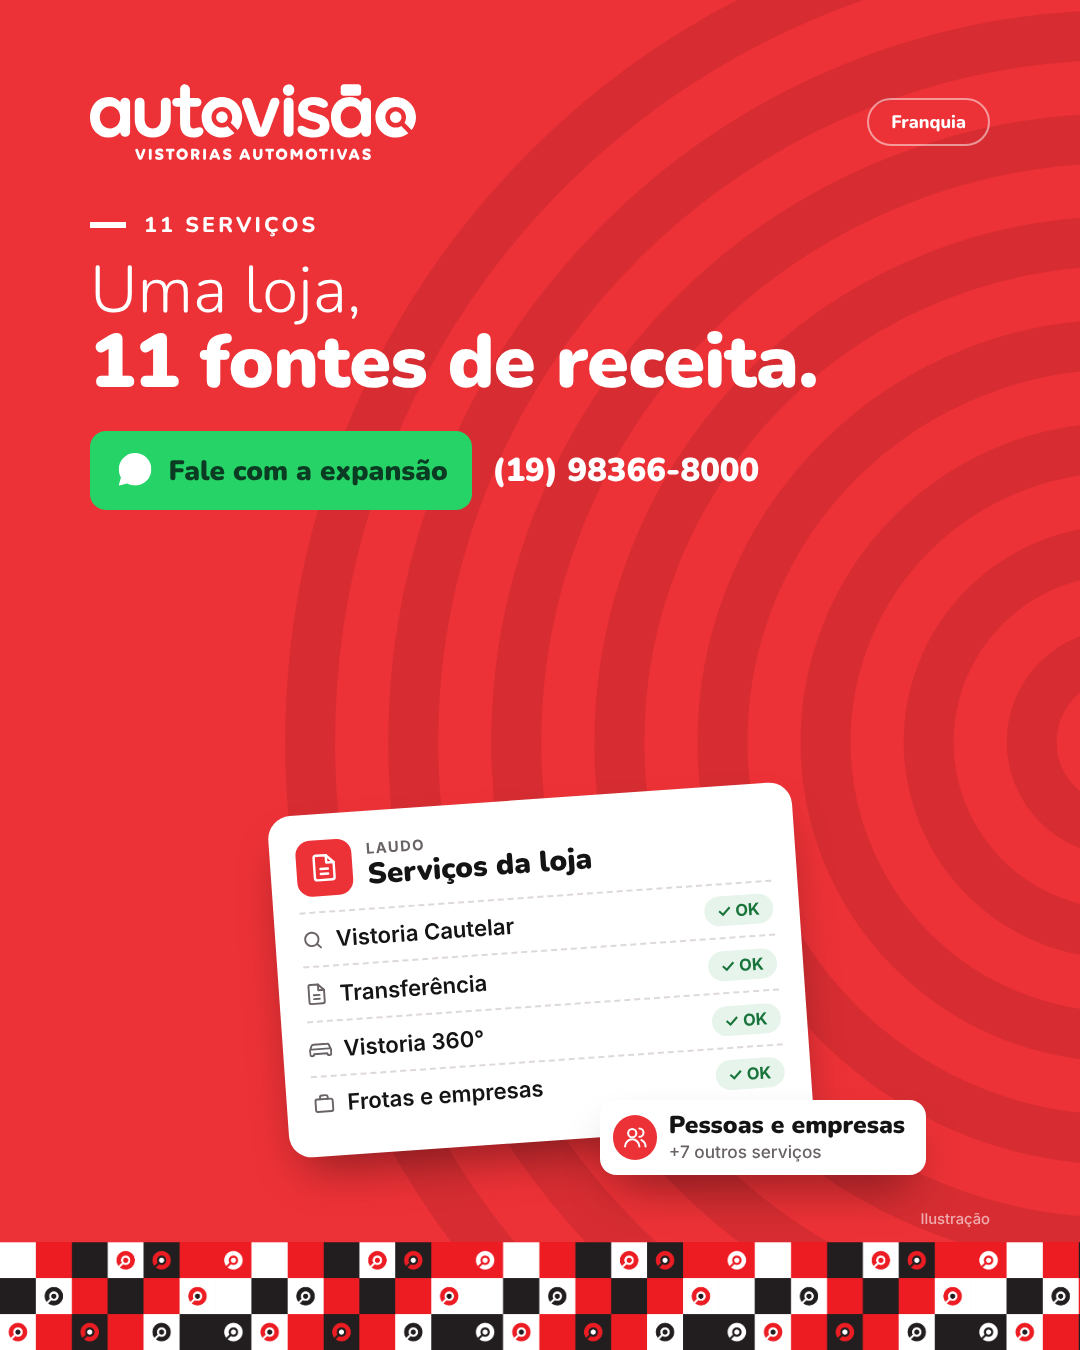 autovisão
VISTORIAS AUTOMOTIVAS
Franquia
11 SERVIÇOS
Uma loja,
11 fontes de receita.
Fale com a expansão
(19) 98366-8000
LAUDO
Serviços da loja
Vistoria Cautelar
OK
Transferência
OK
Vistoria 360°
OK
Frotas e empresas
OK
Pessoas e empresas
+7 outros serviços
Ilustração